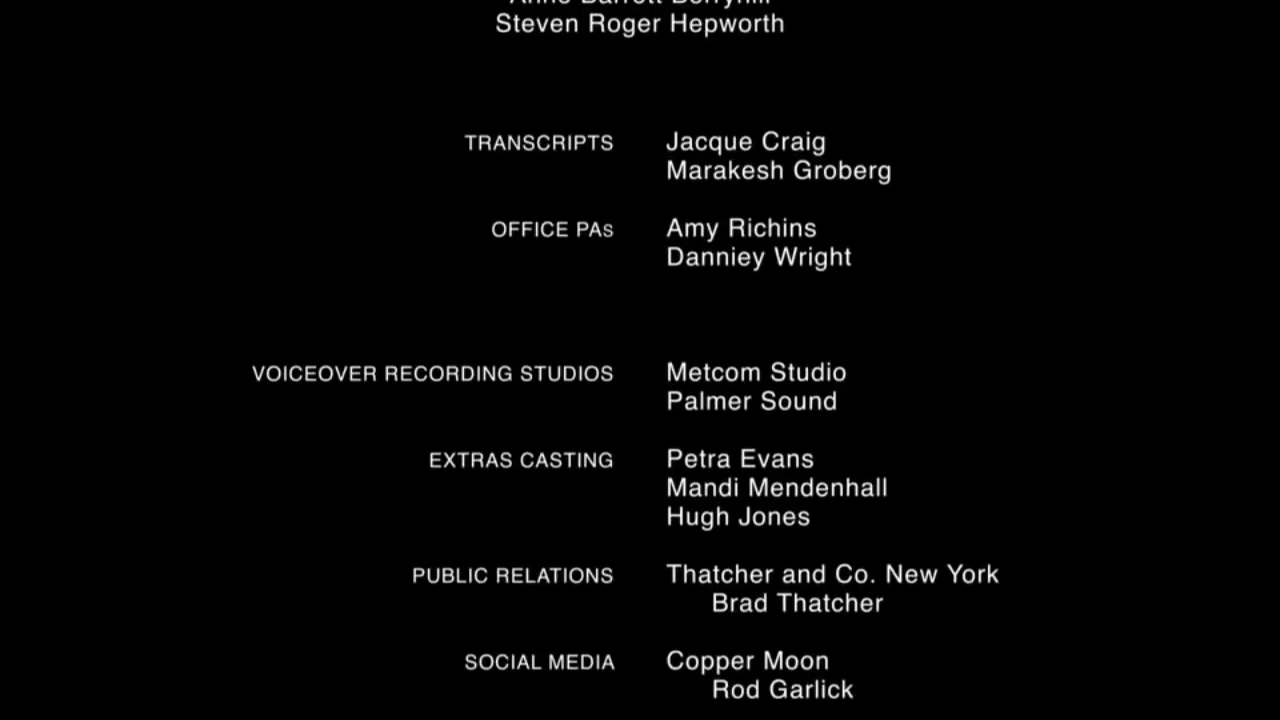 Steven Roger Hepworth
TRANSCRIPTS Jacque Craig
Marakesh Groberg
OFFICE PAs Amy Richins
Danniey Wright
VOICEOVER RECORDING STUDIOS Metcom Studio
Palmer Sound
EXTRAS CASTING Petra Evans
Mandi Mendenhall
Hugh Jones
PUBLIC RELATIONS Thatcher and Co. New York
Brad Thatcher
SOCIAL MEDIA Copper Moon
Rod Garlick